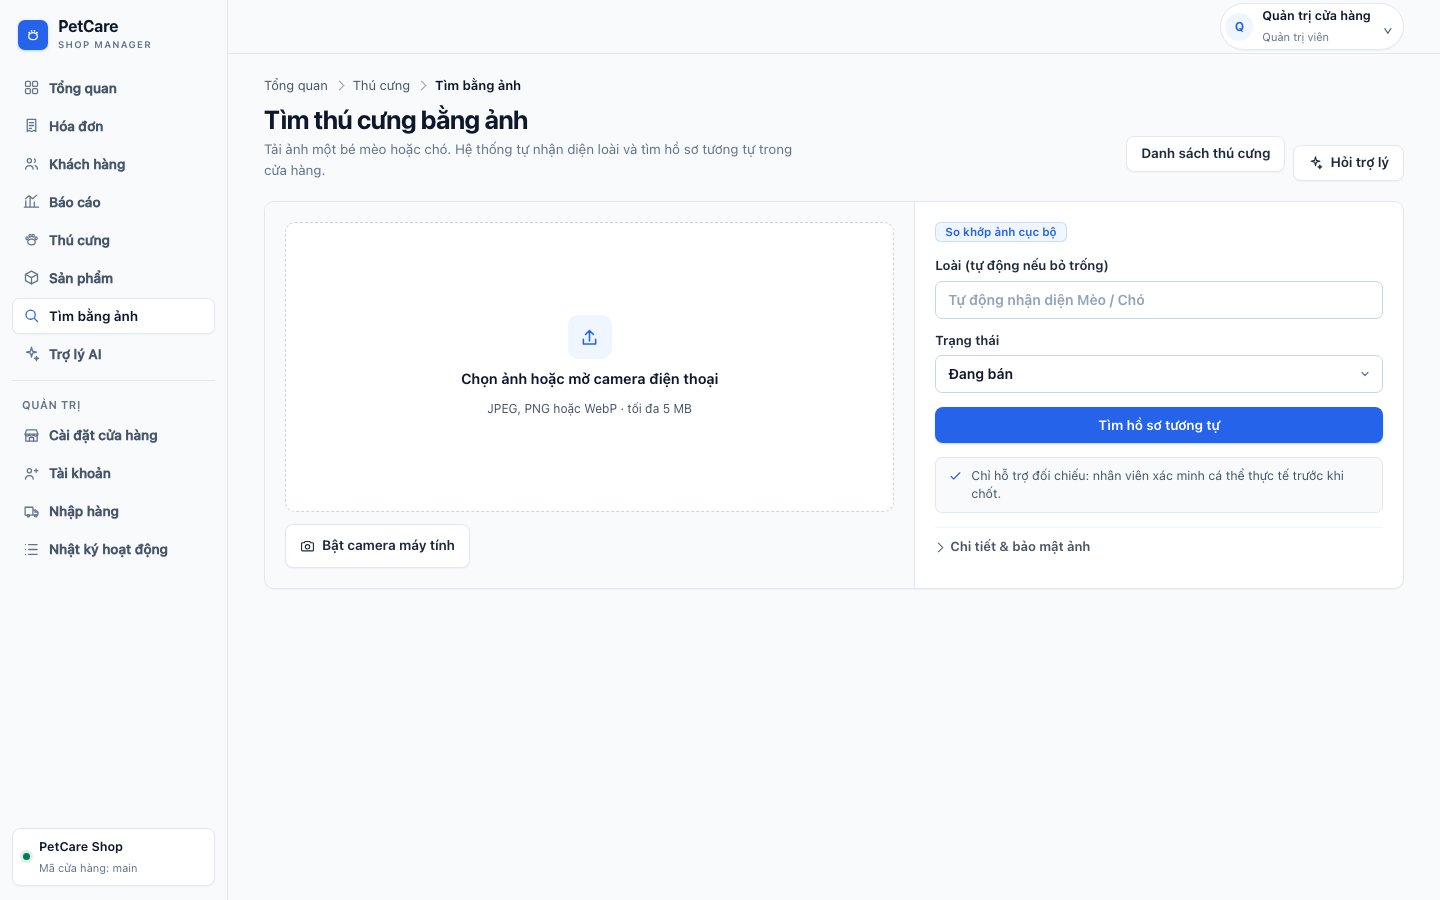 PetCare
SHOP MANAGER
Tổng quan
Hóa đơn
Khách hàng
Báo cáo
Thú cưng
Sản phẩm
Tìm bằng ảnh
Trợ lý AI
QUẢN TRỊ
Cài đặt cửa hàng
Tài khoản
Nhập hàng
Nhật ký hoạt động
PetCare Shop
Mã cửa hàng: main
Q
Quản trị cửa hàng
Quản trị viên
Tổng quan > Thú cưng > Tìm bằng ảnh
Tìm thú cưng bằng ảnh
Tải ảnh một bé mèo hoặc chó. Hệ thống tự nhận diện loài và tìm hồ sơ tương tự trong
cửa hàng.
Danh sách thú cưng
Hỏi trợ lý
Chọn ảnh hoặc mở camera điện thoại
JPEG, PNG hoặc WebP · tối đa 5 MB
Bật camera máy tính
So khớp ảnh cục bộ
Loài (tự động nếu bỏ trống)
Tự động nhận diện Mèo / Chó
Trạng thái
Đang bán
Tìm hồ sơ tương tự
Chỉ hỗ trợ đối chiếu: nhân viên xác minh cá thể thực tế trước khi
chốt.
Chi tiết & bảo mật ảnh